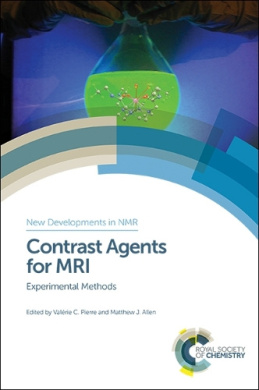 New Developments in NMR
Contrast Agents
for MRI
Experimental Methods
Edited by Valérie C. Pierre and Matthew J. Allen
ROYAL SOCIETY
OF CHEMISTRY